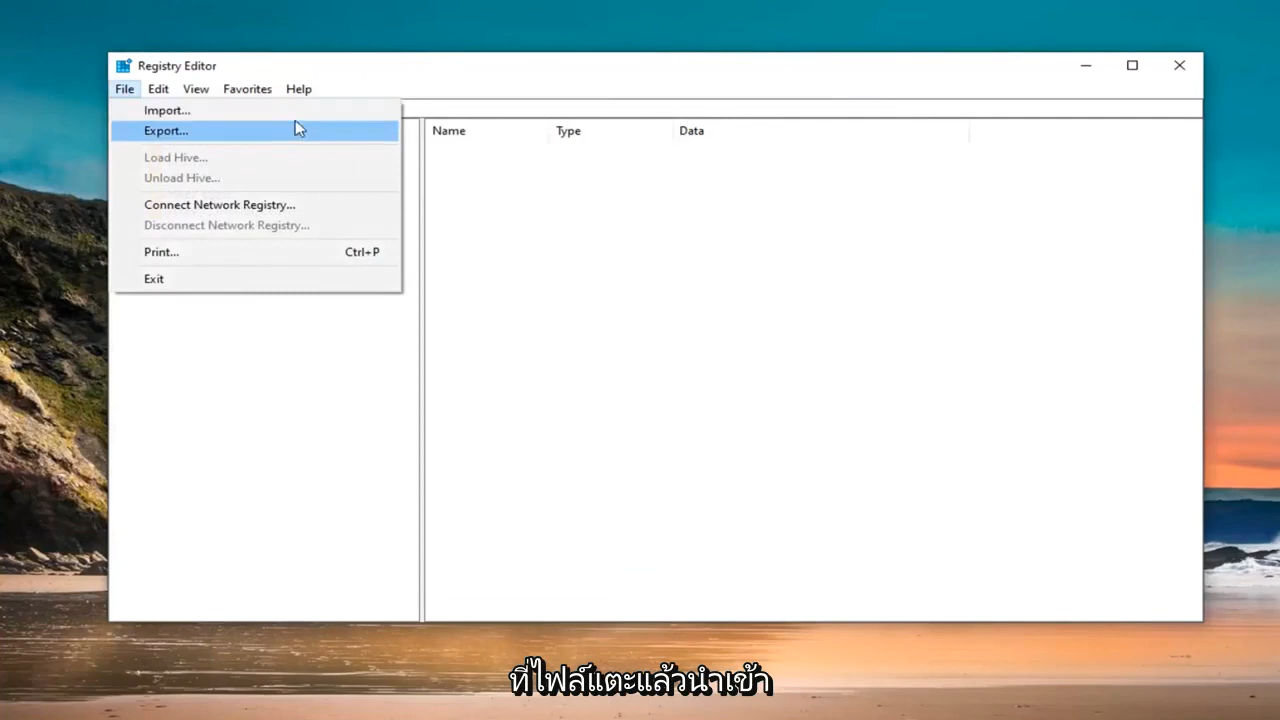 Registry Editor
File Edit View Favorites Help
Import...
Export...
Name Type Data
Load Hive...
Unload Hive...
Connect Network Registry...
Disconnect Network Registry...
Print... Ctrl+P
Exit
ที่ไฟล์แตะแล้วนำเข้า